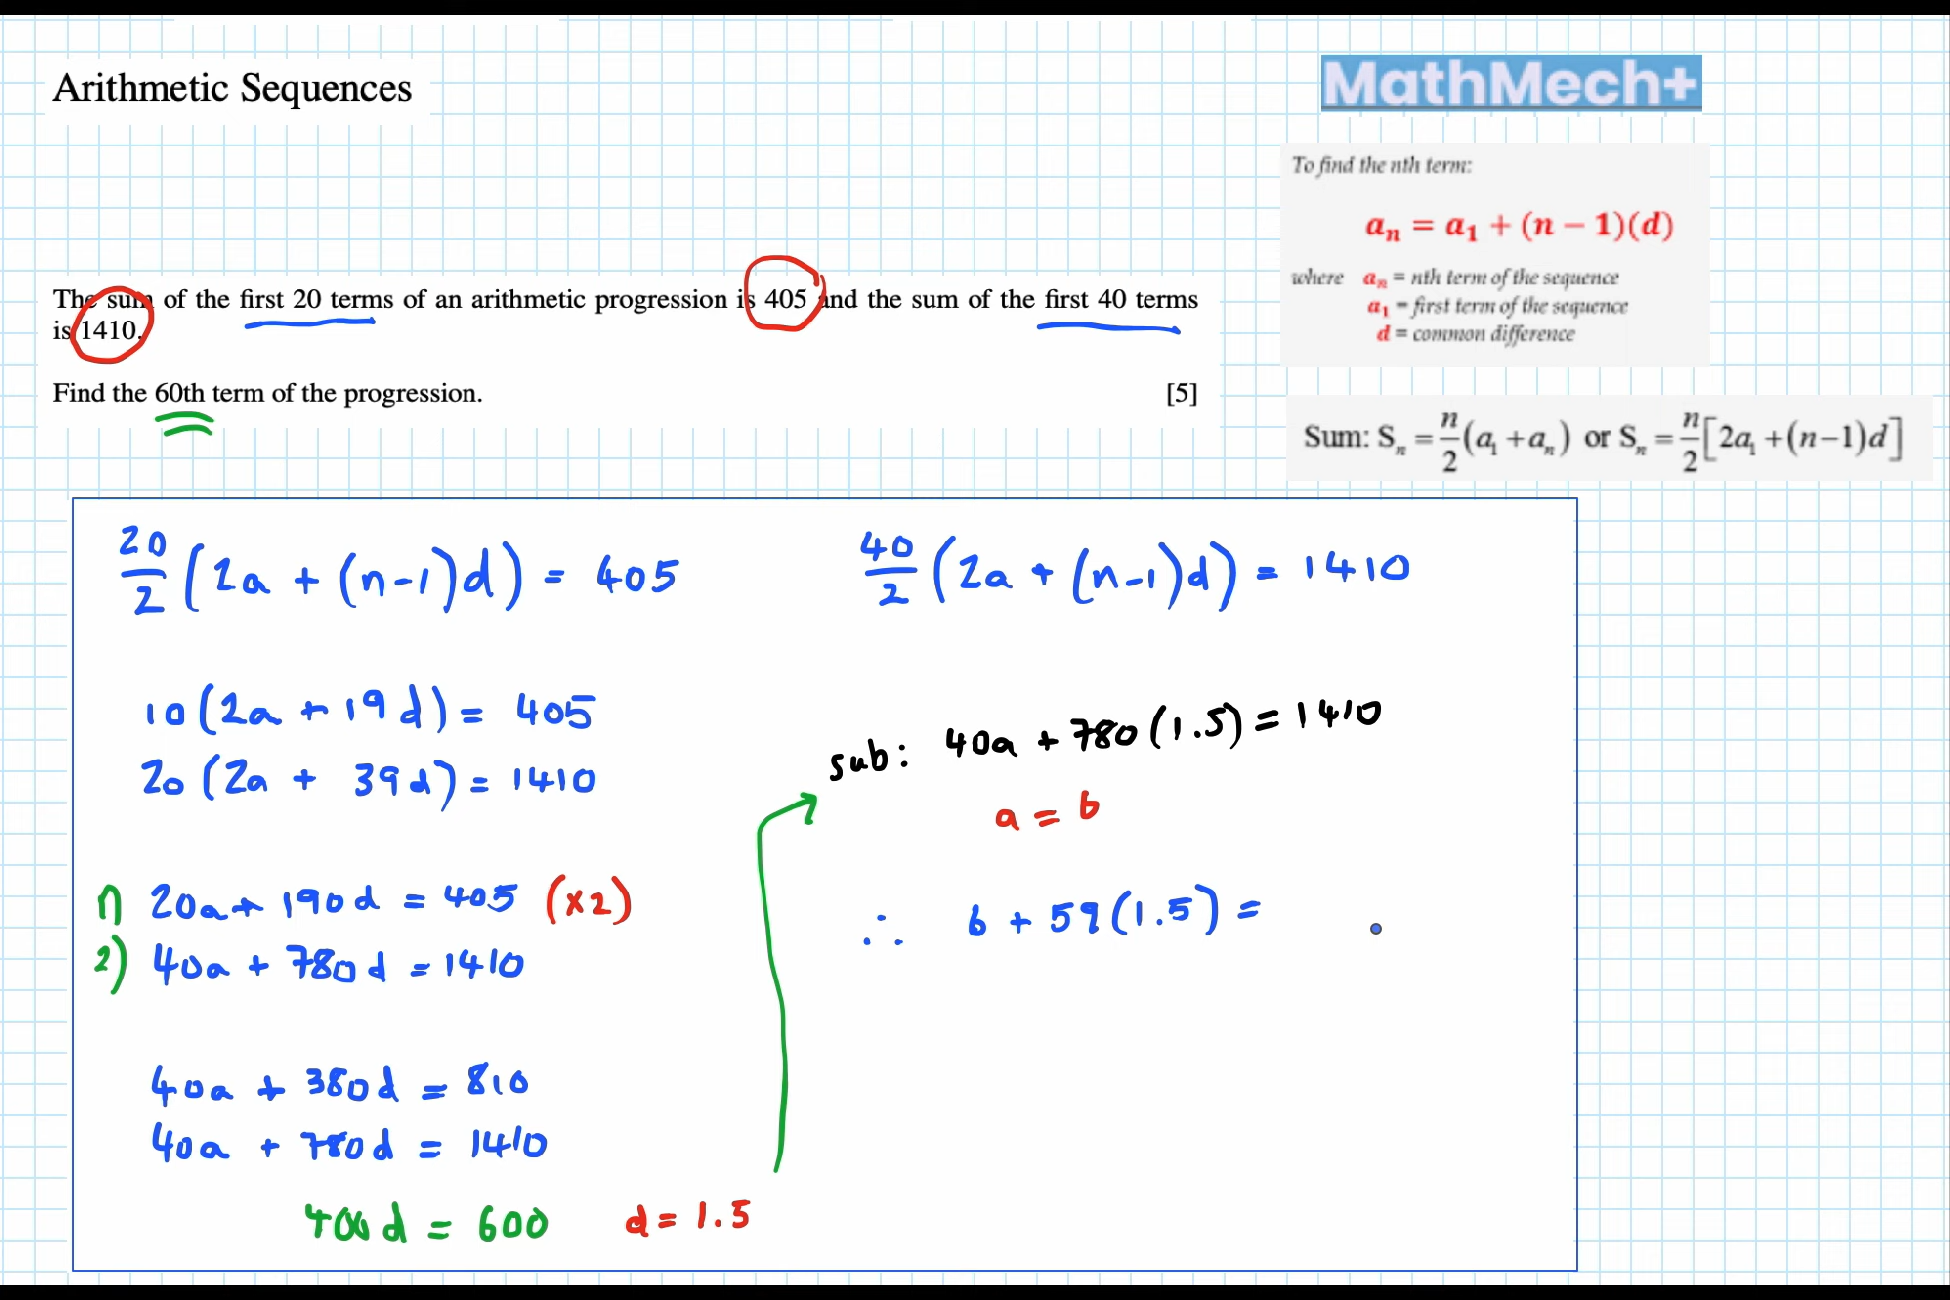 Arithmetic Sequences
MathMech+
To find the nth term:
aₙ = a₁ + (n − 1)(d)
where aₙ = nth term of the sequence
a₁ = first term of the sequence
d = common difference
The sum of the first 20 terms of an arithmetic progression is 405 and the sum of the first 40 terms
is 1410.
Find the 60th term of the progression. [5]
Sum: Sₙ = n/2(a₁ + aₙ) or Sₙ = n/2[2a₁ + (n−1)d]
20/2 (2a + (n-1)d) = 405
40/2 (2a + (n-1)d) = 1410
10(2a + 19d) = 405
20(2a + 39d) = 1410
1) 20a + 190d = 405 (x2)
2) 40a + 780d = 1410
40a + 380d = 810
40a + 780d = 1410
400d = 600 d = 1.5
sub: 40a + 780(1.5) = 1410
a = 6
∴ 6 + 59(1.5) =